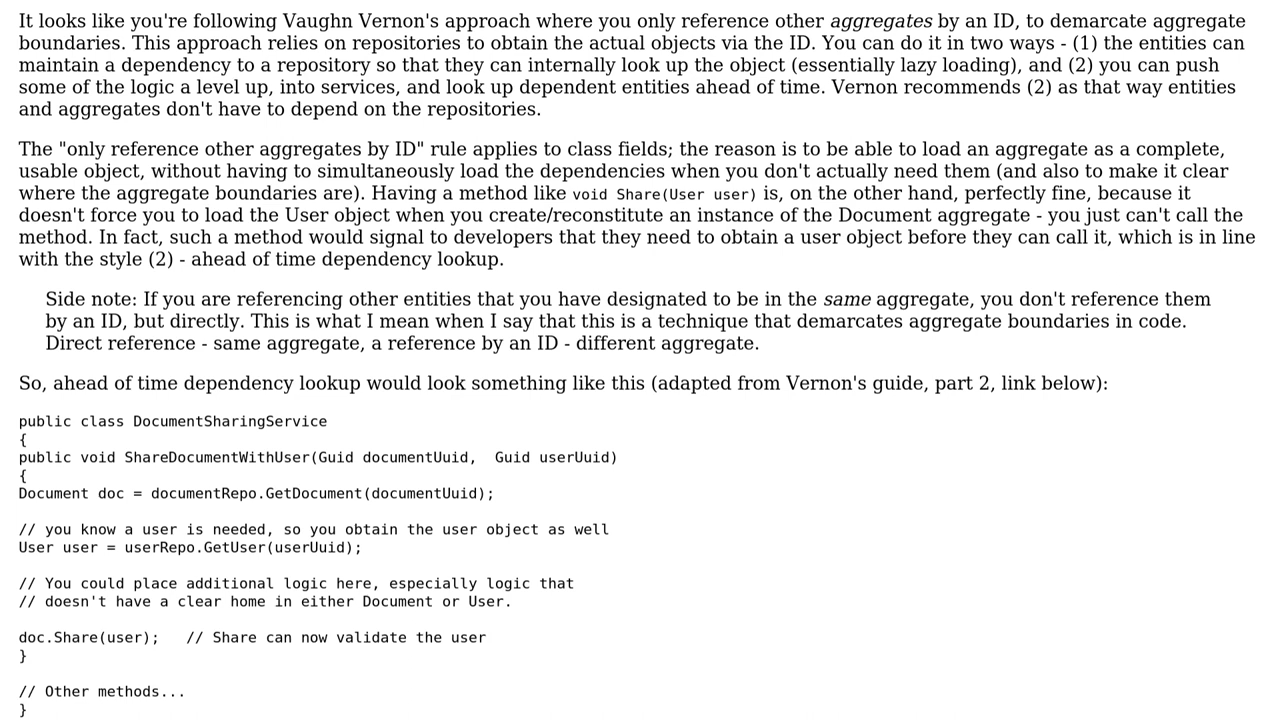 It looks like you're following Vaughn Vernon's approach where you only reference other aggregates by an ID, to demarcate aggregate
boundaries. This approach relies on repositories to obtain the actual objects via the ID. You can do it in two ways - (1) the entities can
maintain a dependency to a repository so that they can internally look up the object (essentially lazy loading), and (2) you can push
some of the logic a level up, into services, and look up dependent entities ahead of time. Vernon recommends (2) as that way entities
and aggregates don't have to depend on the repositories.
The "only reference other aggregates by ID" rule applies to class fields; the reason is to be able to load an aggregate as a complete,
usable object, without having to simultaneously load the dependencies when you don't actually need them (and also to make it clear
where the aggregate boundaries are). Having a method like void Share(User user) is, on the other hand, perfectly fine, because it
doesn't force you to load the User object when you create/reconstitute an instance of the Document aggregate - you just can't call the
method. In fact, such a method would signal to developers that they need to obtain a user object before they can call it, which is in line
with the style (2) - ahead of time dependency lookup.
Side note: If you are referencing other entities that you have designated to be in the same aggregate, you don't reference them
by an ID, but directly. This is what I mean when I say that this is a technique that demarcates aggregate boundaries in code.
Direct reference - same aggregate, a reference by an ID - different aggregate.
So, ahead of time dependency lookup would look something like this (adapted from Vernon's guide, part 2, link below):
public class DocumentSharingService
{
public void ShareDocumentWithUser(Guid documentUuid,  Guid userUuid)
{
Document doc = documentRepo.GetDocument(documentUuid);
// you know a user is needed, so you obtain the user object as well
User user = userRepo.GetUser(userUuid);
// You could place additional logic here, especially logic that
// doesn't have a clear home in either Document or User.
doc.Share(user);   // Share can now validate the user
}
// Other methods...
}